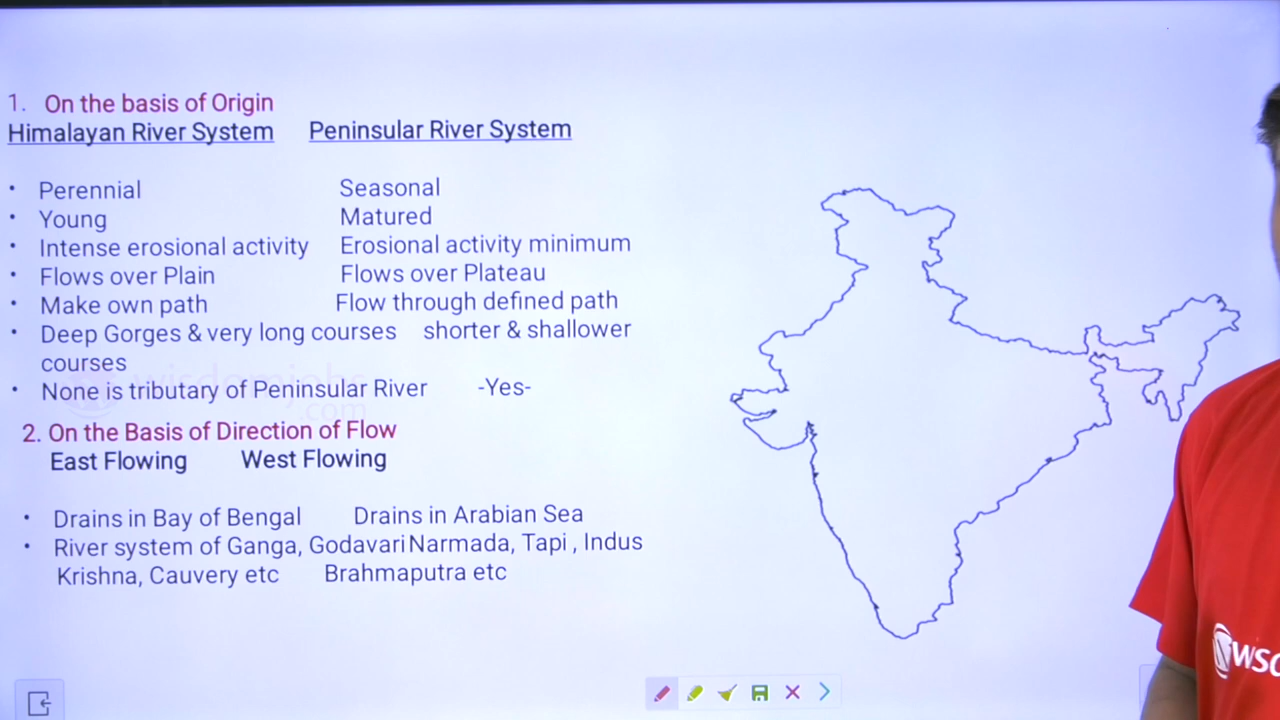 1. On the basis of Origin
Himalayan River System Peninsular River System
• Perennial Seasonal
• Young Matured
• Intense erosional activity Erosional activity minimum
• Flows over Plain Flows over Plateau
• Make own path Flow through defined path
• Deep Gorges & very long courses shorter & shallower
courses
• None is tributary of Peninsular River -Yes-
2. On the Basis of Direction of Flow
East Flowing West Flowing
• Drains in Bay of Bengal Drains in Arabian Sea
• River system of Ganga, Godavari Narmada, Tapi , Indus
Krishna, Cauvery etc Brahmaputra etc
wisdomjobs
.com